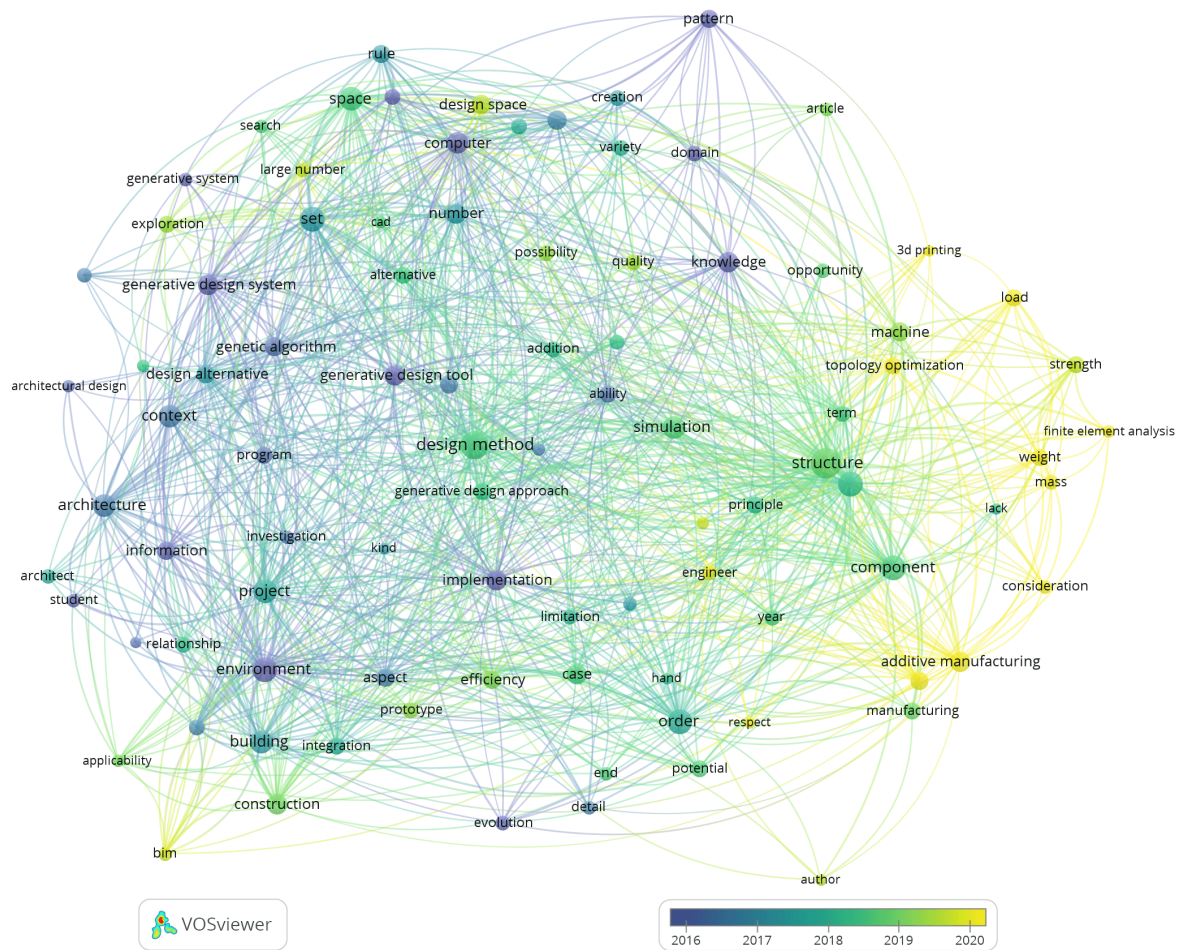 pattern
rule
space
design space
creation
article
search
computer
variety
domain
large number
generative system
exploration
set
cad
number
possibility
quality
knowledge
opportunity
3d printing
generative design system
alternative
load
machine
genetic algorithm
addition
topology optimization
strength
architectural design
design alternative
generative design tool
ability
context
term
simulation
finite element analysis
design method
program
structure
weight
mass
generative design approach
architecture
principle
lack
information
investigation
kind
component
architect
student
project
implementation
engineer
consideration
relationship
limitation
year
environment
aspect
efficiency
case
hand
additive manufacturing
prototype
order
respect
manufacturing
building
integration
applicability
end
potential
construction
detail
evolution
bim
author
VOSviewer
2016 2017 2018 2019 2020